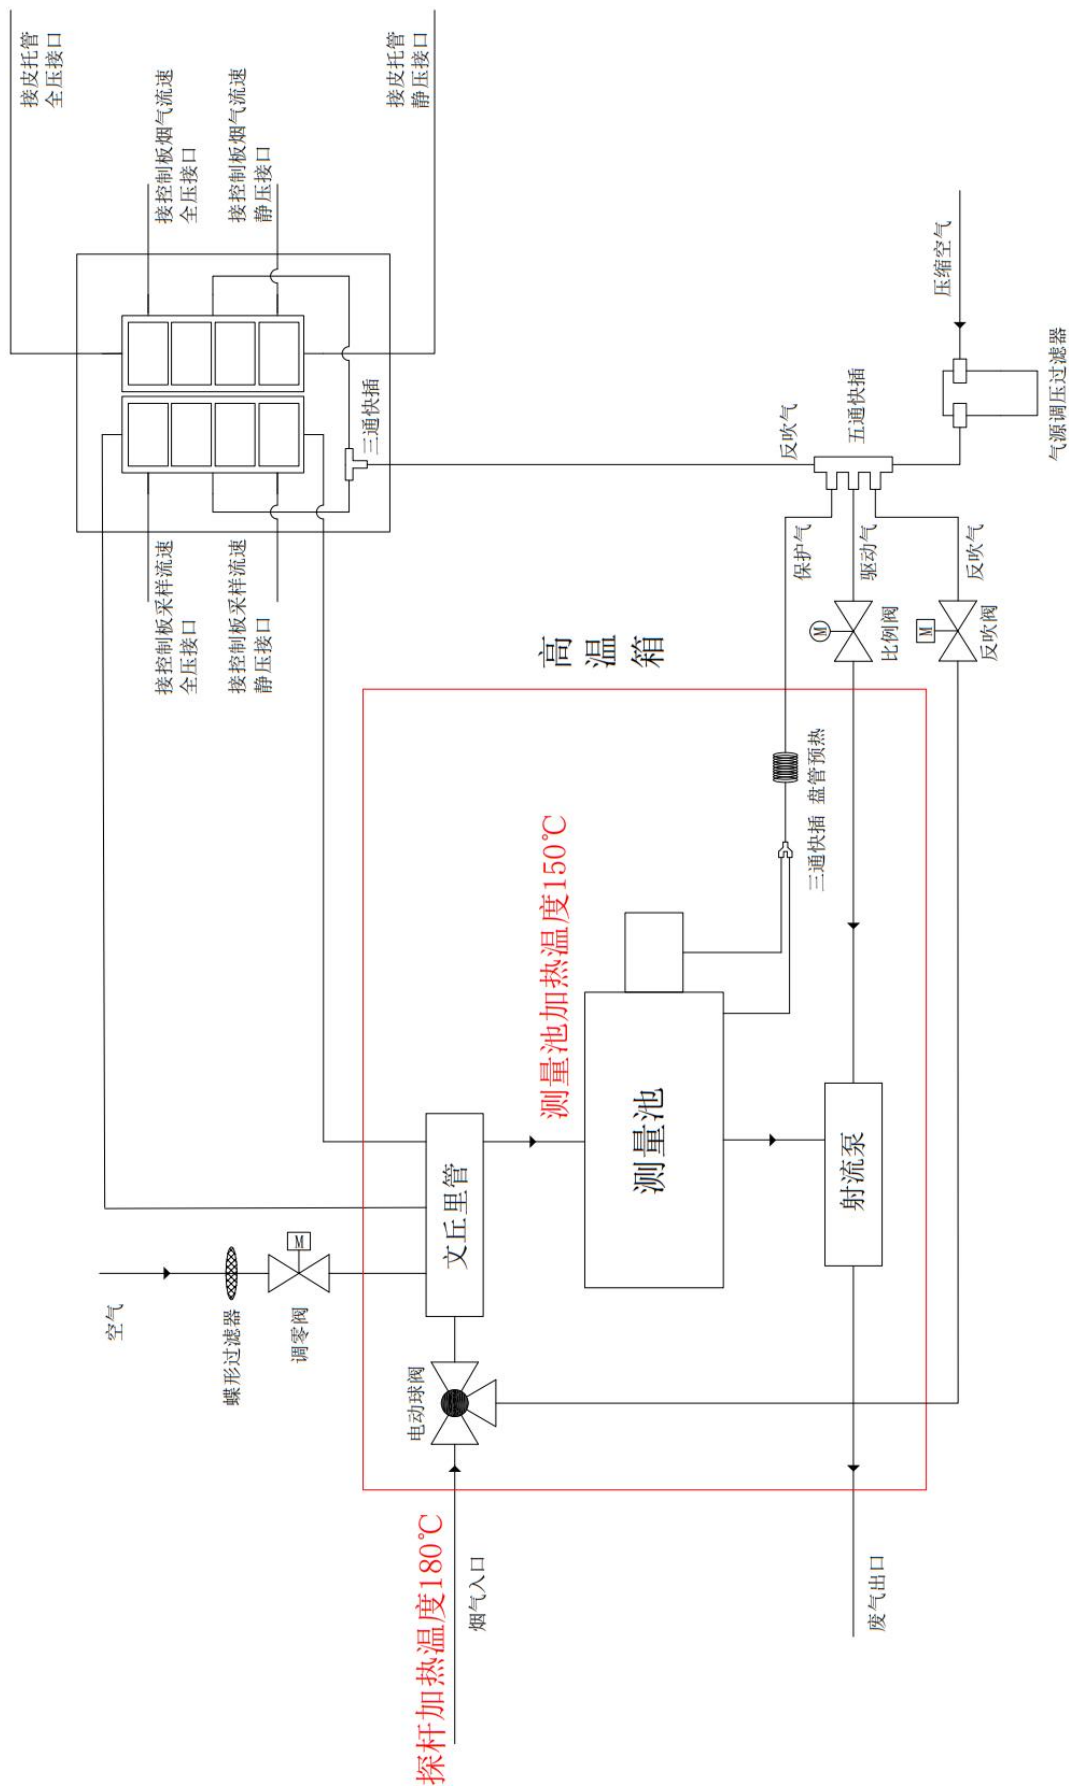 接皮托管
全压接口
接控制板烟气流速
全压接口
接控制板烟气流速
静压接口
接皮托管
静压接口
三通快插
接控制板采样流速
全压接口
接控制板采样流速
静压接口
压缩空气
气源调压过滤器
五通快插
反吹气
保护气
驱动气
反吹气
M
比例阀
M
反吹阀
高温箱
盘管预热
三通快插
测量池加热温度150℃
测量池
文丘里管
射流泵
空气
蝶形过滤器
M
调零阀
电动球阀
探杆加热温度180℃
烟气入口
废气出口